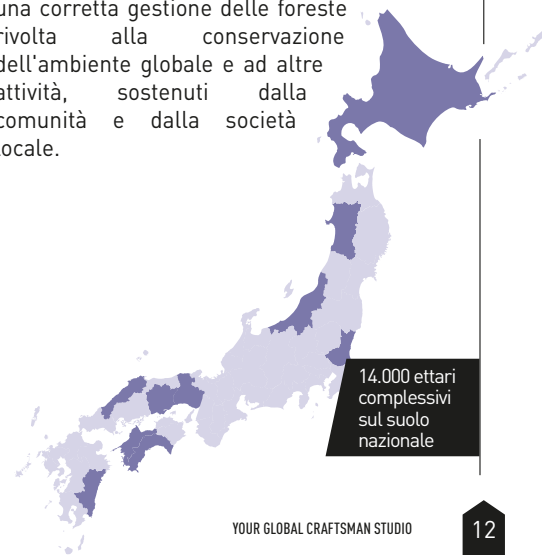 una corretta gestione delle foreste
rivolta alla conservazione
dell'ambiente globale e ad altre
attività, sostenuti dalla
comunità e dalla società
locale.
14.000 ettari
complessivi
sul suolo
nazionale
YOUR GLOBAL CRAFTSMAN STUDIO
12